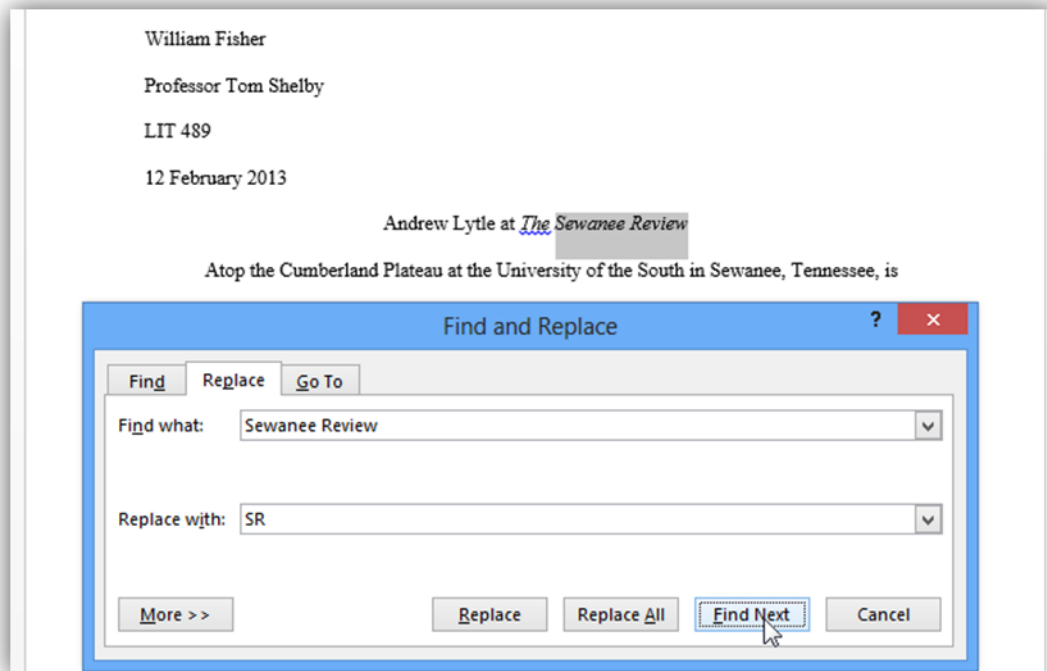 William Fisher
Professor Tom Shelby
LIT 489
12 February 2013
Andrew Lytle at The Sewanee Review
Atop the Cumberland Plateau at the University of the South in Sewanee, Tennessee, is
Find and Replace
? ×
Find Replace Go To
Find what: Sewanee Review
Replace with: SR
More >> Replace Replace All Find Next Cancel